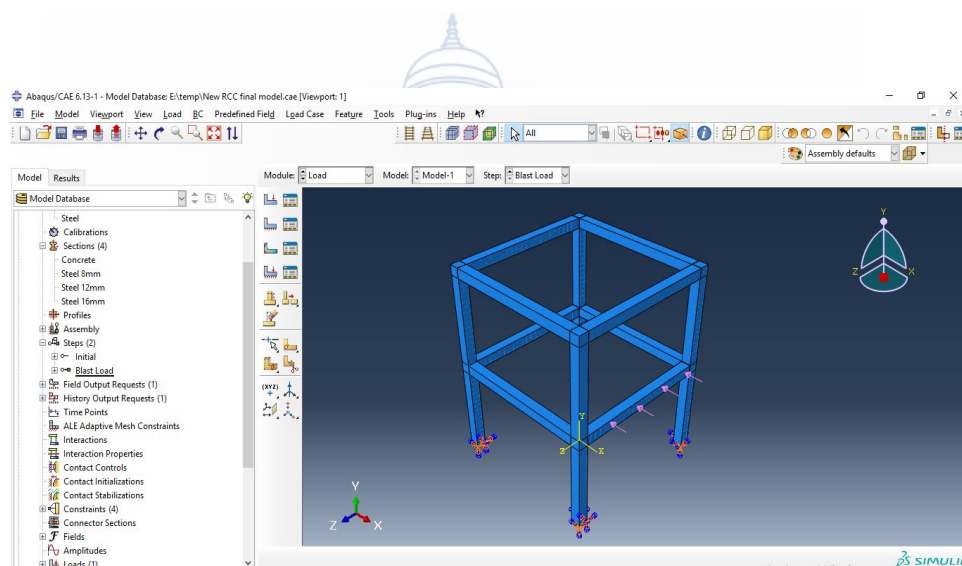 Abaqus/CAE 6.13-1 - Model Database: E:\temp\New RCC final model.cae [Viewport: 1]
File Model Viewport View Load BC Predefined Field Load Case Feature Tools Plug-ins Help
All
Assembly defaults
Model Results
Module: Load Model: Model-1 Step: Blast Load
Model Database
Steel
Calibrations
Sections (4)
Concrete
Steel 8mm
Steel 12mm
Steel 16mm
Profiles
Assembly
Steps (2)
Initial
Blast Load
Field Output Requests (1)
History Output Requests (1)
Time Points
ALE Adaptive Mesh Constraints
Interactions
Interaction Properties
Contact Controls
Contact Initializations
Contact Stabilizations
Constraints (4)
Connector Sections
Fields
Amplitudes
Loads (1)
(XYZ)
Y
Z X
Y
Z X
Y
Z X
SIMULI